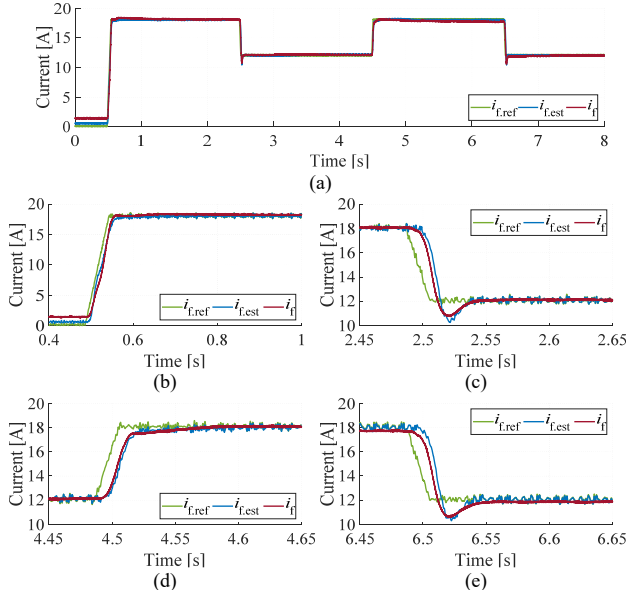 20
15
10
5
0
Current [A]
i_f.ref i_f.est i_f
0 1 2 3 4 5 6 7 8
Time [s]
(a)
20
15
10
5
0
Current [A]
i_f.ref i_f.est i_f
0.4 0.6 0.8 1
Time [s]
(b)
20
18
16
14
12
10
Current [A]
i_f.ref i_f.est i_f
2.45 2.5 2.55 2.6 2.65
Time [s]
(c)
20
18
16
14
12
10
Current [A]
i_f.ref i_f.est i_f
4.45 4.5 4.55 4.6 4.65
Time [s]
(d)
20
18
16
14
12
10
Current [A]
i_f.ref i_f.est i_f
6.45 6.5 6.55 6.6 6.65
Time [s]
(e)